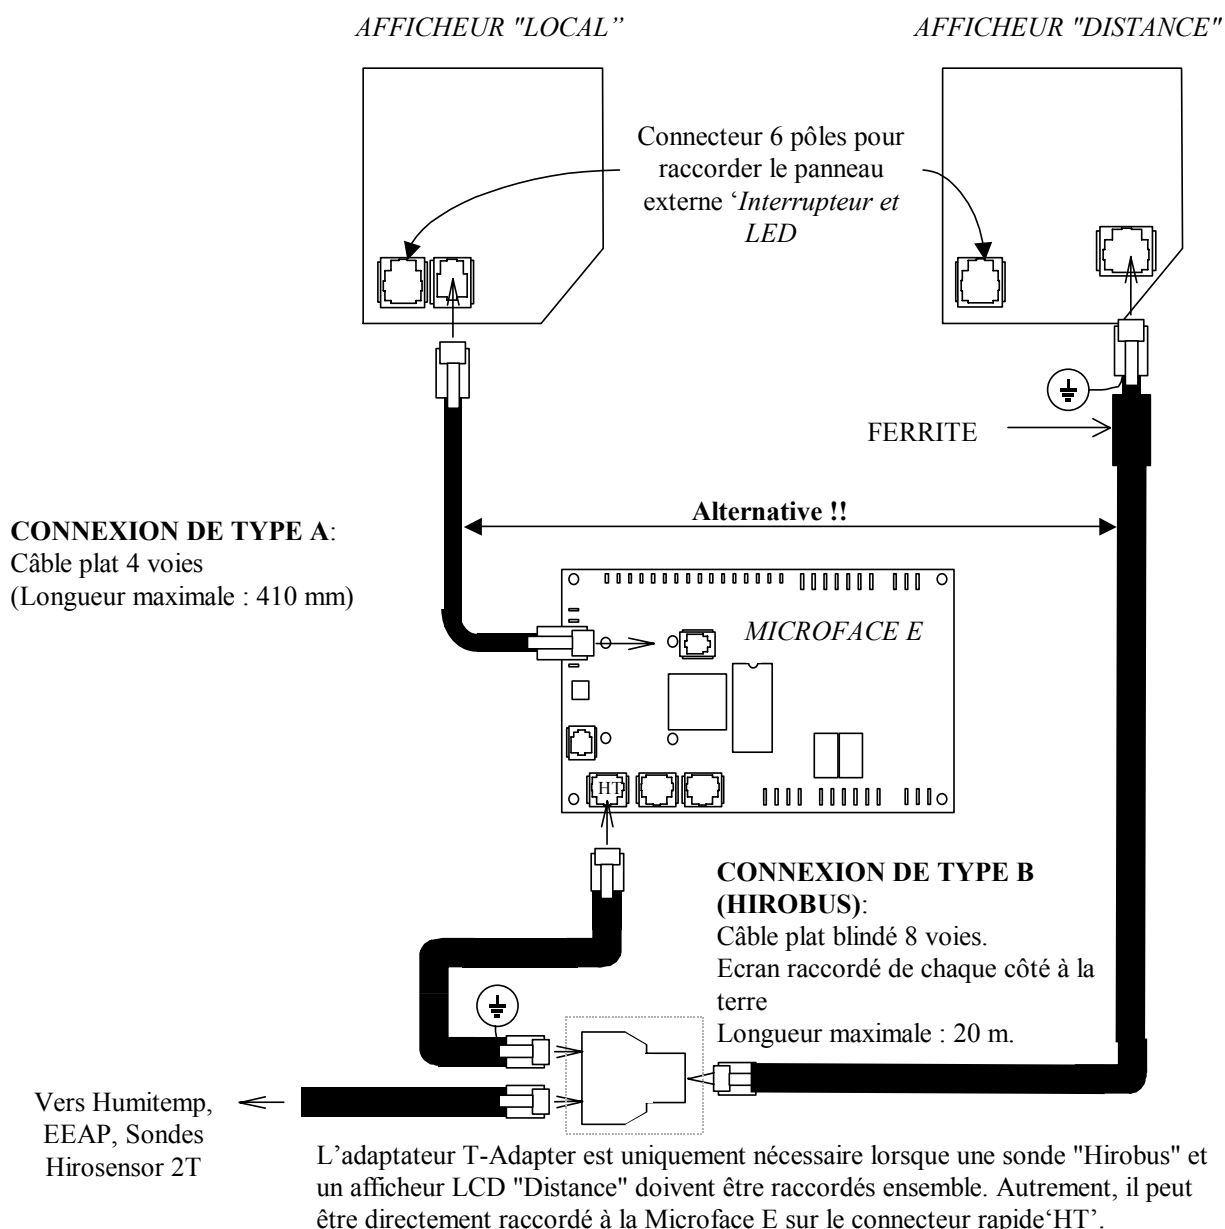 AFFICHEUR "LOCAL”
AFFICHEUR "DISTANCE"
Connecteur 6 pôles pour
raccorder le panneau
externe ‘Interrupteur et
LED
FERRITE
Alternative !!
CONNEXION DE TYPE A:
Câble plat 4 voies
(Longueur maximale : 410 mm)
MICROFACE E
HT
CONNEXION DE TYPE B
(HIROBUS):
Câble plat blindé 8 voies.
Ecran raccordé de chaque côté à la
terre
Longueur maximale : 20 m.
Vers Humitemp,
EEAP, Sondes
Hirosensor 2T
L’adaptateur T-Adapter est uniquement nécessaire lorsque une sonde "Hirobus" et
un afficheur LCD "Distance" doivent être raccordés ensemble. Autrement, il peut
être directement raccordé à la Microface E sur le connecteur rapide‘HT’.